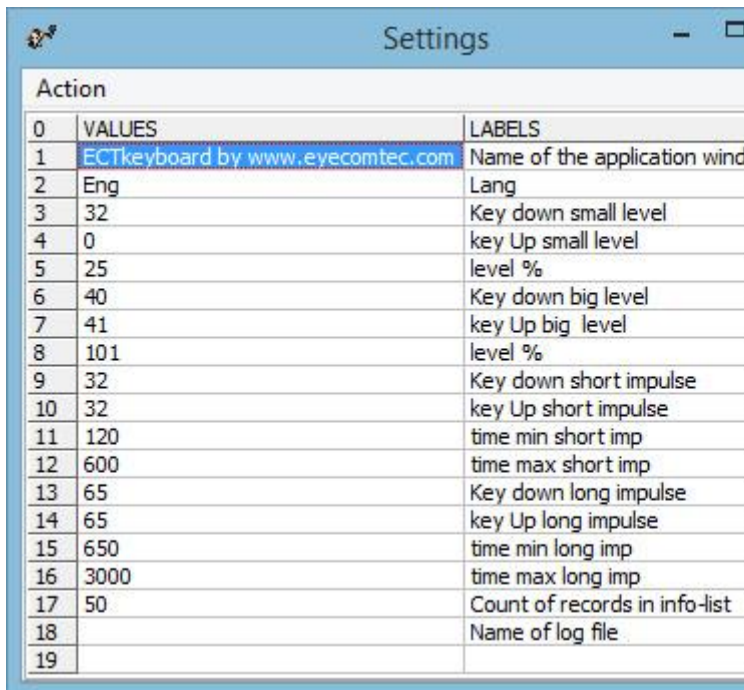 Settings
Action
0 VALUES LABELS
1 ECTkeyboard by www.eyecomtec.com Name of the application wind
2 Eng Lang
3 32 Key down small level
4 0 key Up small level
5 25 level %
6 40 Key down big level
7 41 key Up big  level
8 101 level %
9 32 Key down short impulse
10 32 key Up short impulse
11 120 time min short imp
12 600 time max short imp
13 65 Key down long impulse
14 65 key Up long impulse
15 650 time min long imp
16 3000 time max long imp
17 50 Count of records in info-list
18 Name of log file
19